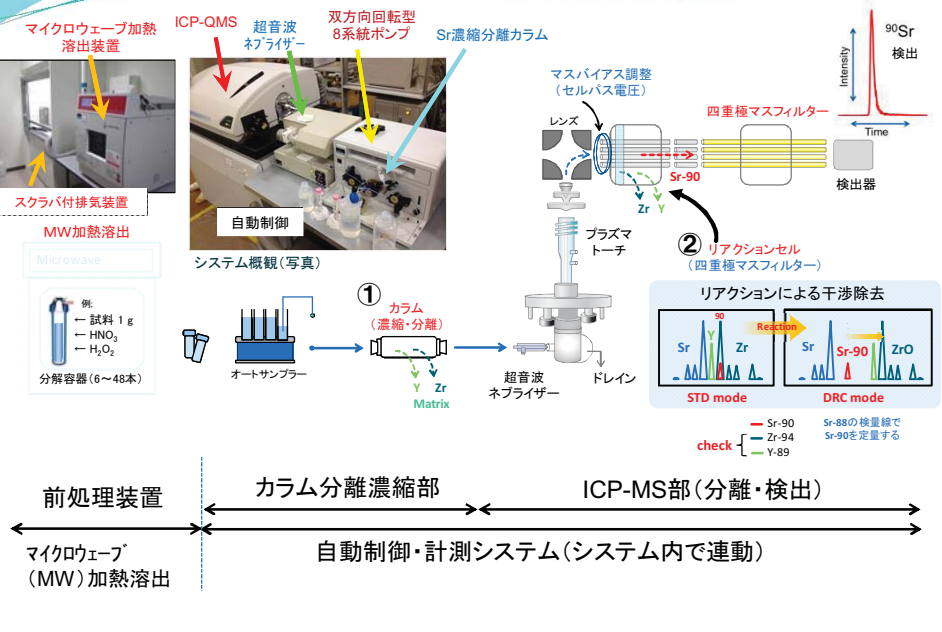 マイクロウェーブ加熱
溶出装置
ICP-QMS
超音波
ネブライザー
双方向回転型
8系統ポンプ
Sr濃縮分離カラム
スクラバ付排気装置
自動制御
システム概観(写真)
MW加熱溶出
Microwave
例:
← 試料 1 g
← HNO3
← H2O2
分解容器(6~48本)
オートサンプラー
①
カラム
(濃縮・分離)
Y
Zr
Matrix
超音波
ネブライザー
ドレイン
プラズマ
トーチ
レンズ
マスバイアス調整
(セルパス電圧)
Sr-90
Zr
Y
四重極マスフィルター
検出器
90Sr
検出
Intensity
Time
②
リアクションセル
(四重極マスフィルター)
リアクションによる干渉除去
90
Sr
Y
Zr
STD mode
Reaction
Sr
Sr-90
ZrO
DRC mode
check
Sr-90
Zr-94
Y-89
Sr-88の検量線で
Sr-90を定量する
前処理装置
カラム分離濃縮部
ICP-MS部(分離・検出)
マイクロウェーブ
(MW)加熱溶出
自動制御・計測システム(システム内で連動)